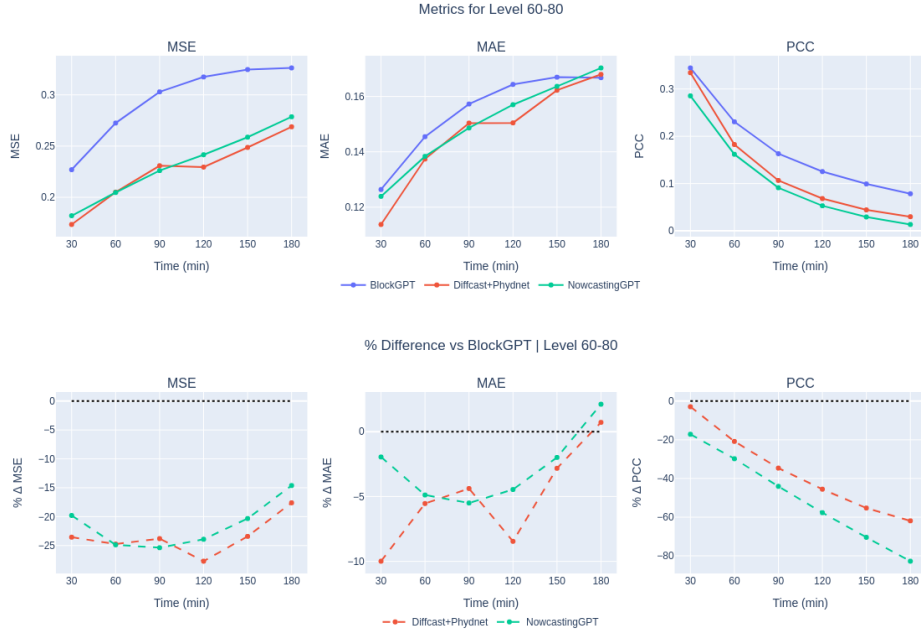 Metrics for Level 60-80
MSE
MAE
PCC
MSE
0.3
0.25
0.2
30 60 90 120 150 180
Time (min)
MAE
0.16
0.14
0.12
30 60 90 120 150 180
Time (min)
PCC
0.3
0.2
0.1
0
30 60 90 120 150 180
Time (min)
BlockGPT Diffcast+Phydnet NowcastingGPT
% Difference vs BlockGPT | Level 60-80
MSE
MAE
PCC
% Δ MSE
0
−5
−10
−15
−20
−25
30 60 90 120 150 180
Time (min)
% Δ MAE
0
−5
−10
30 60 90 120 150 180
Time (min)
% Δ PCC
0
−20
−40
−60
−80
30 60 90 120 150 180
Time (min)
Diffcast+Phydnet NowcastingGPT